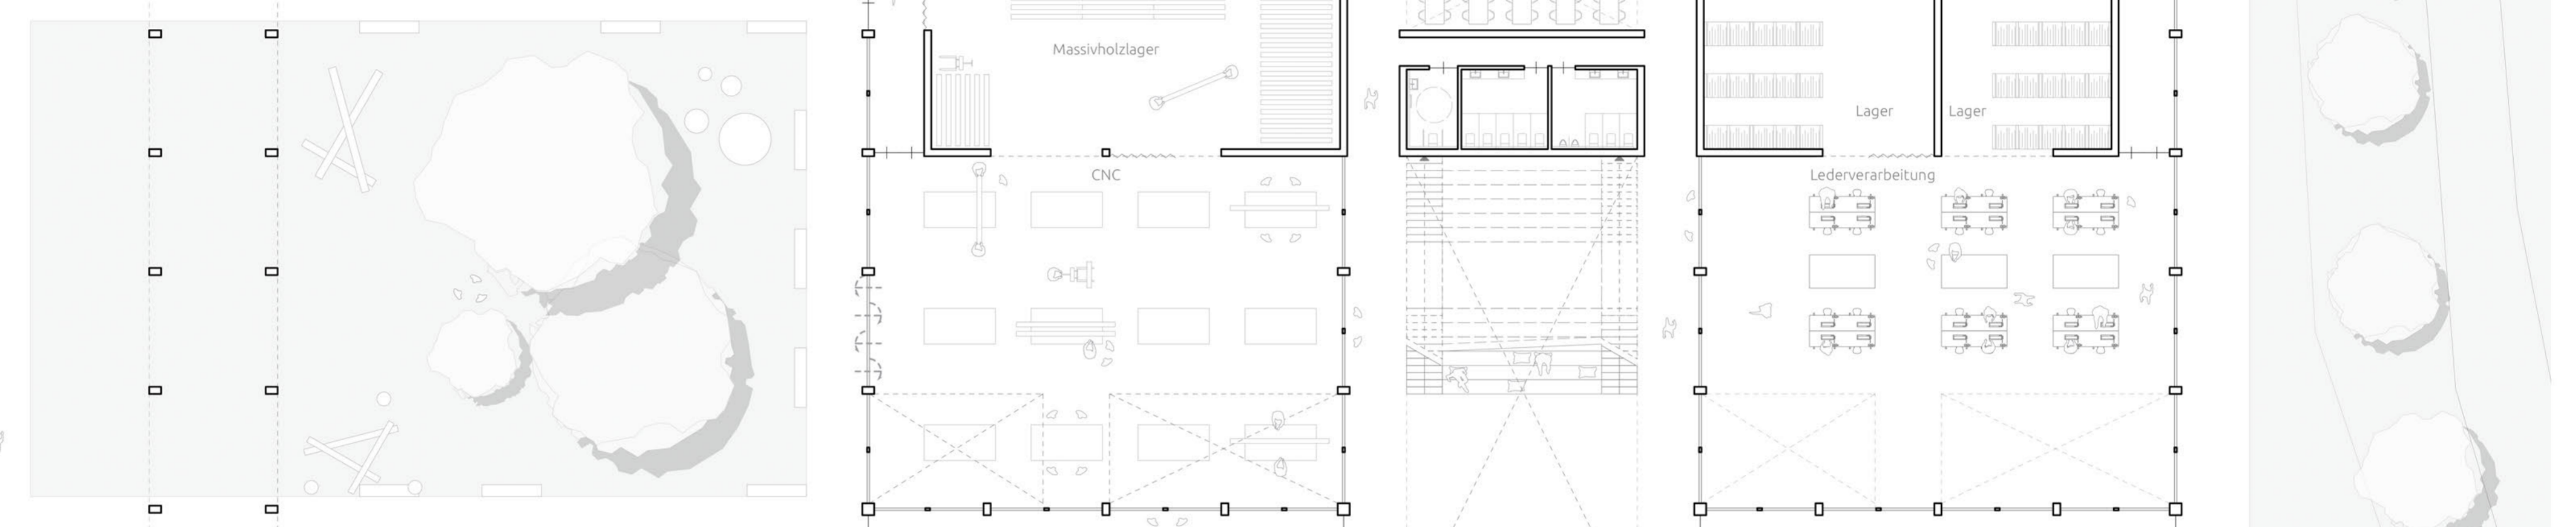 Massivholzlager
Lager
Lager
CNC
Lederverarbeitung